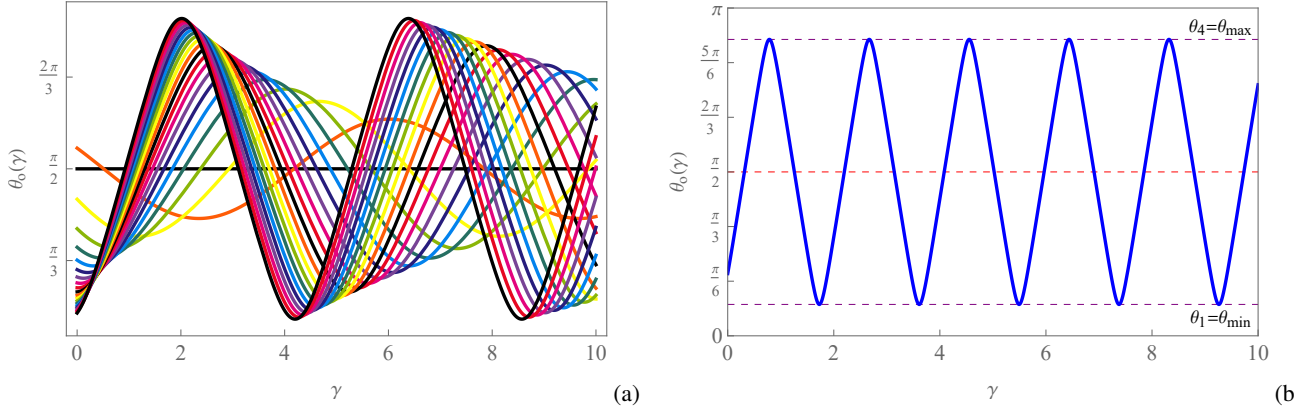 θₒ(γ)
2π/3
π/2
π/3
0 2 4 6 8 10
γ
(a)
θₒ(γ)
π
5π/6
2π/3
π/2
π/3
π/6
0
θ₄=θmax
θ₁=θmin
0 2 4 6 8 10
γ
(b